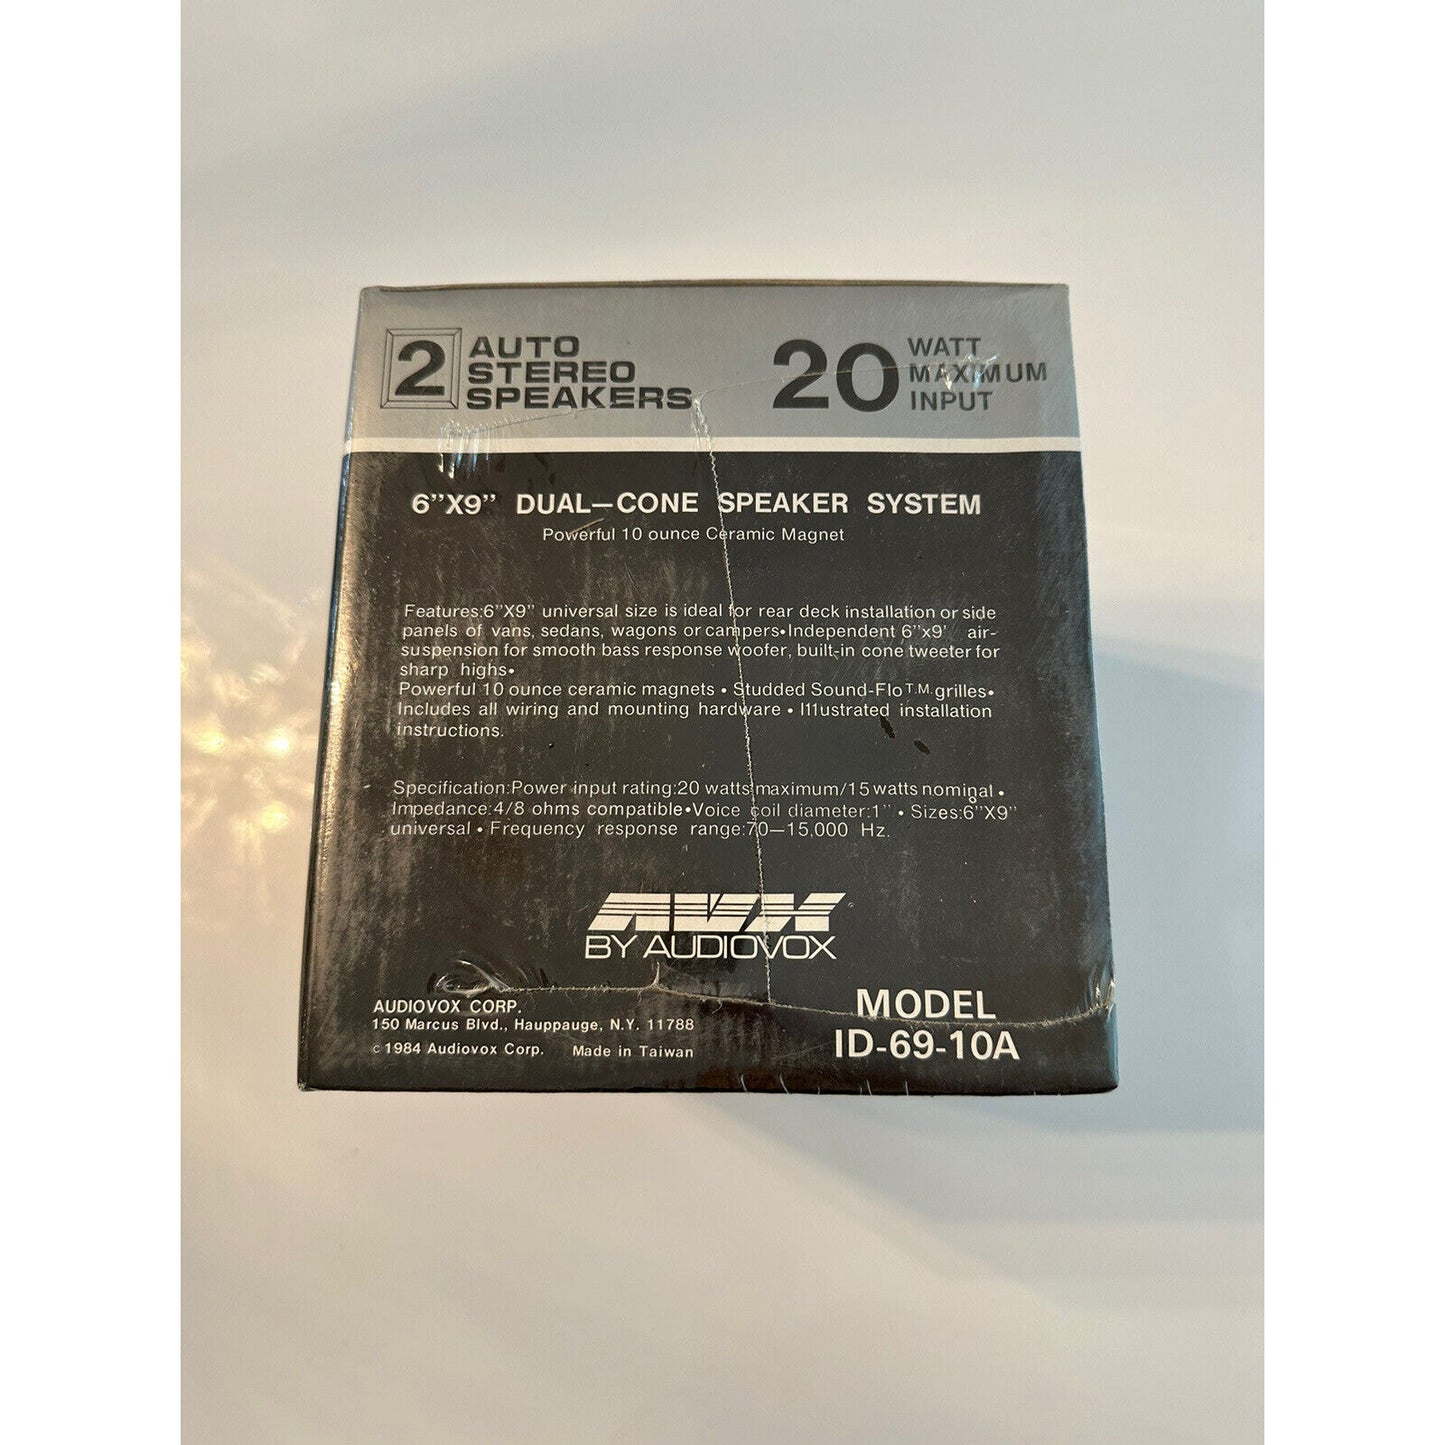 2 AUTO
STEREO
SPEAKERS
20 WATT
MAXIMUM
INPUT
6"X9" DUAL—CONE SPEAKER SYSTEM
Powerful 10 ounce Ceramic Magnet
Features:6"X9" universal size is ideal for rear deck installation or side
panels of vans, sedans, wagons or campers•Independent 6"x9' air-
suspension for smooth bass response woofer, built-in cone tweeter for
sharp highs•
Powerful 10 ounce ceramic magnets • Studded Sound-Flo T.M. grilles•
Includes all wiring and mounting hardware • I11ustrated installation
instructions.
Specification:Power input rating:20 watts maximum/15 watts nominal •
Impedance:4/8 ohms compatible•Voice coil diameter:1" • Sizes:6"X9"
universal • Frequency response range:70—15,000 Hz.
AVX
BY AUDIOVOX
AUDIOVOX CORP.
150 Marcus Blvd., Hauppauge, N.Y. 11788
©1984 Audiovox Corp. Made in Taiwan
MODEL
ID-69-10A